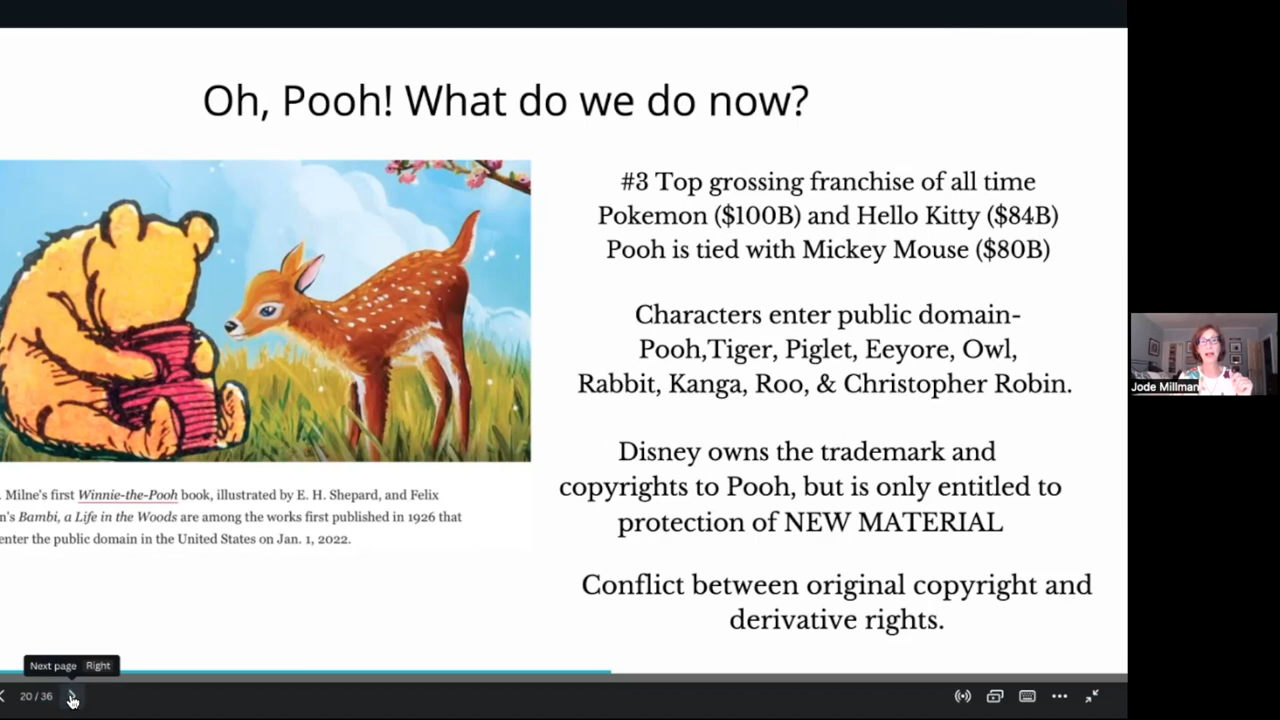 Oh, Pooh! What do we do now?
#3 Top grossing franchise of all time
Pokemon ($100B) and Hello Kitty ($84B)
Pooh is tied with Mickey Mouse ($80B)
Characters enter public domain-
Pooh,Tiger, Piglet, Eeyore, Owl,
Rabbit, Kanga, Roo, & Christopher Robin.
Disney owns the trademark and
copyrights to Pooh, but is only entitled to
protection of NEW MATERIAL
Conflict between original copyright and
derivative rights.
. Milne's first Winnie-the-Pooh book, illustrated by E. H. Shepard, and Felix
n's Bambi, a Life in the Woods are among the works first published in 1926 that
enter the public domain in the United States on Jan. 1, 2022.
Jode Millman
Next page Right
20 / 36